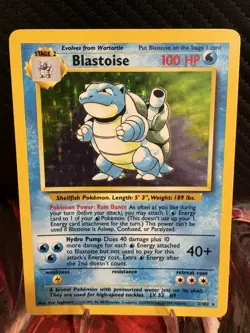 STAGE 2
Evolves from Wartortle
Put Blastoise on the Stage 1 card
Blastoise
100 HP
Shellfish Pokémon. Length: 5' 3", Weight: 189 lbs.
Pokémon Power: Rain Dance As often as you like during
your turn (before your attack), you may attach 1
Energy card to 1 of your Pokémon. (This doesn't use up your 1
Energy card attachment for the turn.) This power can't be used
if Blastoise is Asleep, Confused, or Paralyzed.
Hydro Pump Does 40 damage plus 10
more damage for each Energy attached
to Blastoise but not used to pay for this
attack's Energy cost. Extra Energy after
the 2nd doesn't count.
40+
weakness
resistance
retreat cost
A brutal Pokémon with pressurized water jets on its shell.
They are used for high-speed tackles. LV. 52 #9
2/102